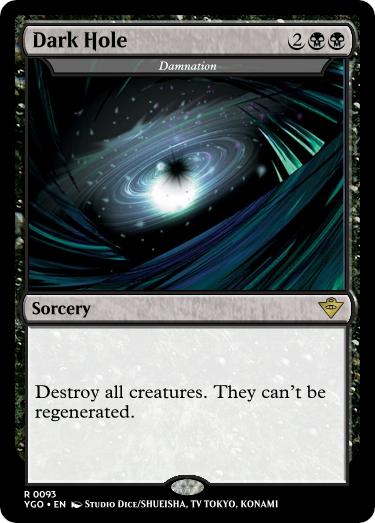 Dark Hole 2
Damnation
Sorcery
Destroy all creatures. They can't be
regenerated.
R 0093
YGO • EN Studio Dice/SHUEISHA, TV TOKYO, KONAMI